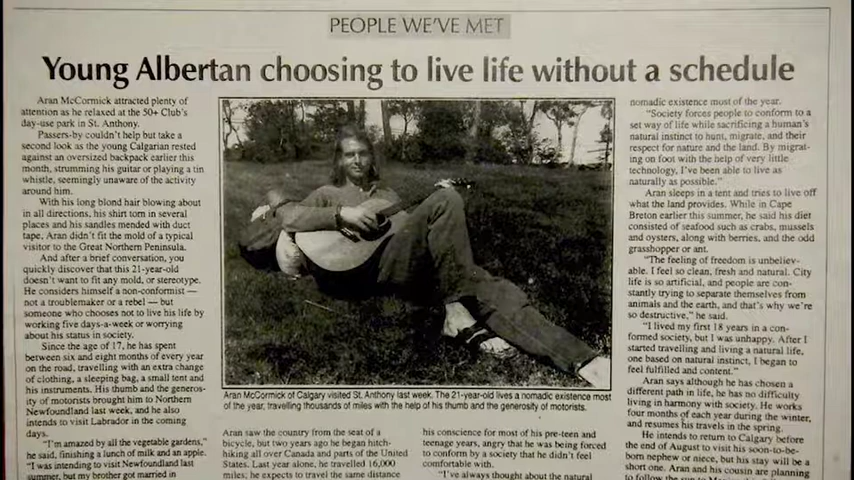 PEOPLE WE'VE MET
Young Albertan choosing to live life without a schedule
Aran McCormick attracted plenty of
attention as he relaxed at the 50+ Club's
day-use park in St. Anthony.
Passers-by couldn't help but take a
second look as the young Calgarian rested
against an oversized backpack earlier this
month, strumming his guitar or playing a tin
whistle, seemingly unaware of the activity
around him.
With his long blond hair blowing about
in all directions, his shirt torn in several
places and his sandles mended with duct
tape, Aran didn't fit the mold of a typical
visitor to the Great Northern Peninsula.
And after a brief conversation, you
quickly discover that this 21-year-old
doesn't want to fit any mold, or stereotype.
He considers himself a non-conformist —
not a troublemaker or a rebel — but
someone who chooses not to live his life by
working five days-a-week or worrying
about his status in society.
Since the age of 17, he has spent
between six and eight months of every year
on the road, travelling with an extra change
of clothing, a sleeping bag, a small tent and
his instruments. His thumb and the generos-
ity of motorists brought him to Northern
Newfoundland last week, and he also
intends to visit Labrador in the coming
days.
"I'm amazed by all the vegetable gardens,"
he said, finishing a lunch of milk and an apple.
"I was intending to visit Newfoundland last
summer, but my brother got married in
Aran McCormick of Calgary visited St. Anthony last week. The 21-year-old lives a nomadic existence most
of the year, travelling thousands of miles with the help of his thumb and the generosity of motorists.
Aran saw the country from the seat of a
bicycle, but two years ago he began hitch-
hiking all over Canada and parts of the United
States. Last year alone, he travelled 16,000
miles, he expects to travel the same distance
his conscience for most of his pre-teen and
teenage years, angry that he was being forced
to conform by a society that he didn't feel
comfortable with.
"I've always thought about the natural
nomadic existence most of the year.
"Society forces people to conform to a
set way of life while sacrificing a human's
natural instinct to hunt, migrate, and their
respect for nature and the land. By migrat-
ing on foot with the help of very little
technology, I've been able to live as
naturally as possible."
Aran sleeps in a tent and tries to live off
what the land provides. While in Cape
Breton earlier this summer, he said his diet
consisted of seafood such as crabs, mussels
and oysters, along with berries, and the odd
grasshopper or ant.
"The feeling of freedom is unbeliev-
able. I feel so clean, fresh and natural. City
life is so artificial, and people are con-
stantly trying to separate themselves from
animals and the earth, and that's why we're
so destructive," he said.
"I lived my first 18 years in a con-
formed society, but I was unhappy. After I
started travelling and living a natural life,
one based on natural instinct, I began to
feel fulfilled and content."
Aran says although he has chosen a
different path in life, he has no difficulty
living in harmony with society. He works
four months of each year during the winter,
and resumes his travels in the spring.
He intends to return to Calgary before
the end of August to visit his soon-to-be-
born nephew or niece, but his stay will be a
short one. Aran and his cousin are planning
to follow the sun to